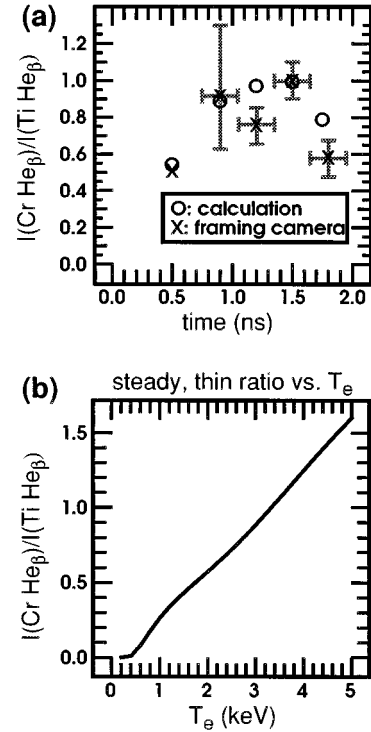 (a)
I(Cr Heβ)/I(Ti Heβ)
1.2
1.0
0.8
0.6
0.4
0.2
0.0
O: calculation
X: framing camera
0.0 0.5 1.0 1.5 2.0
time (ns)
(b)
steady, thin ratio vs. Te
I(Cr Heβ)/I(Ti Heβ)
1.5
1.0
0.5
0.0
0 1 2 3 4 5
Te (keV)